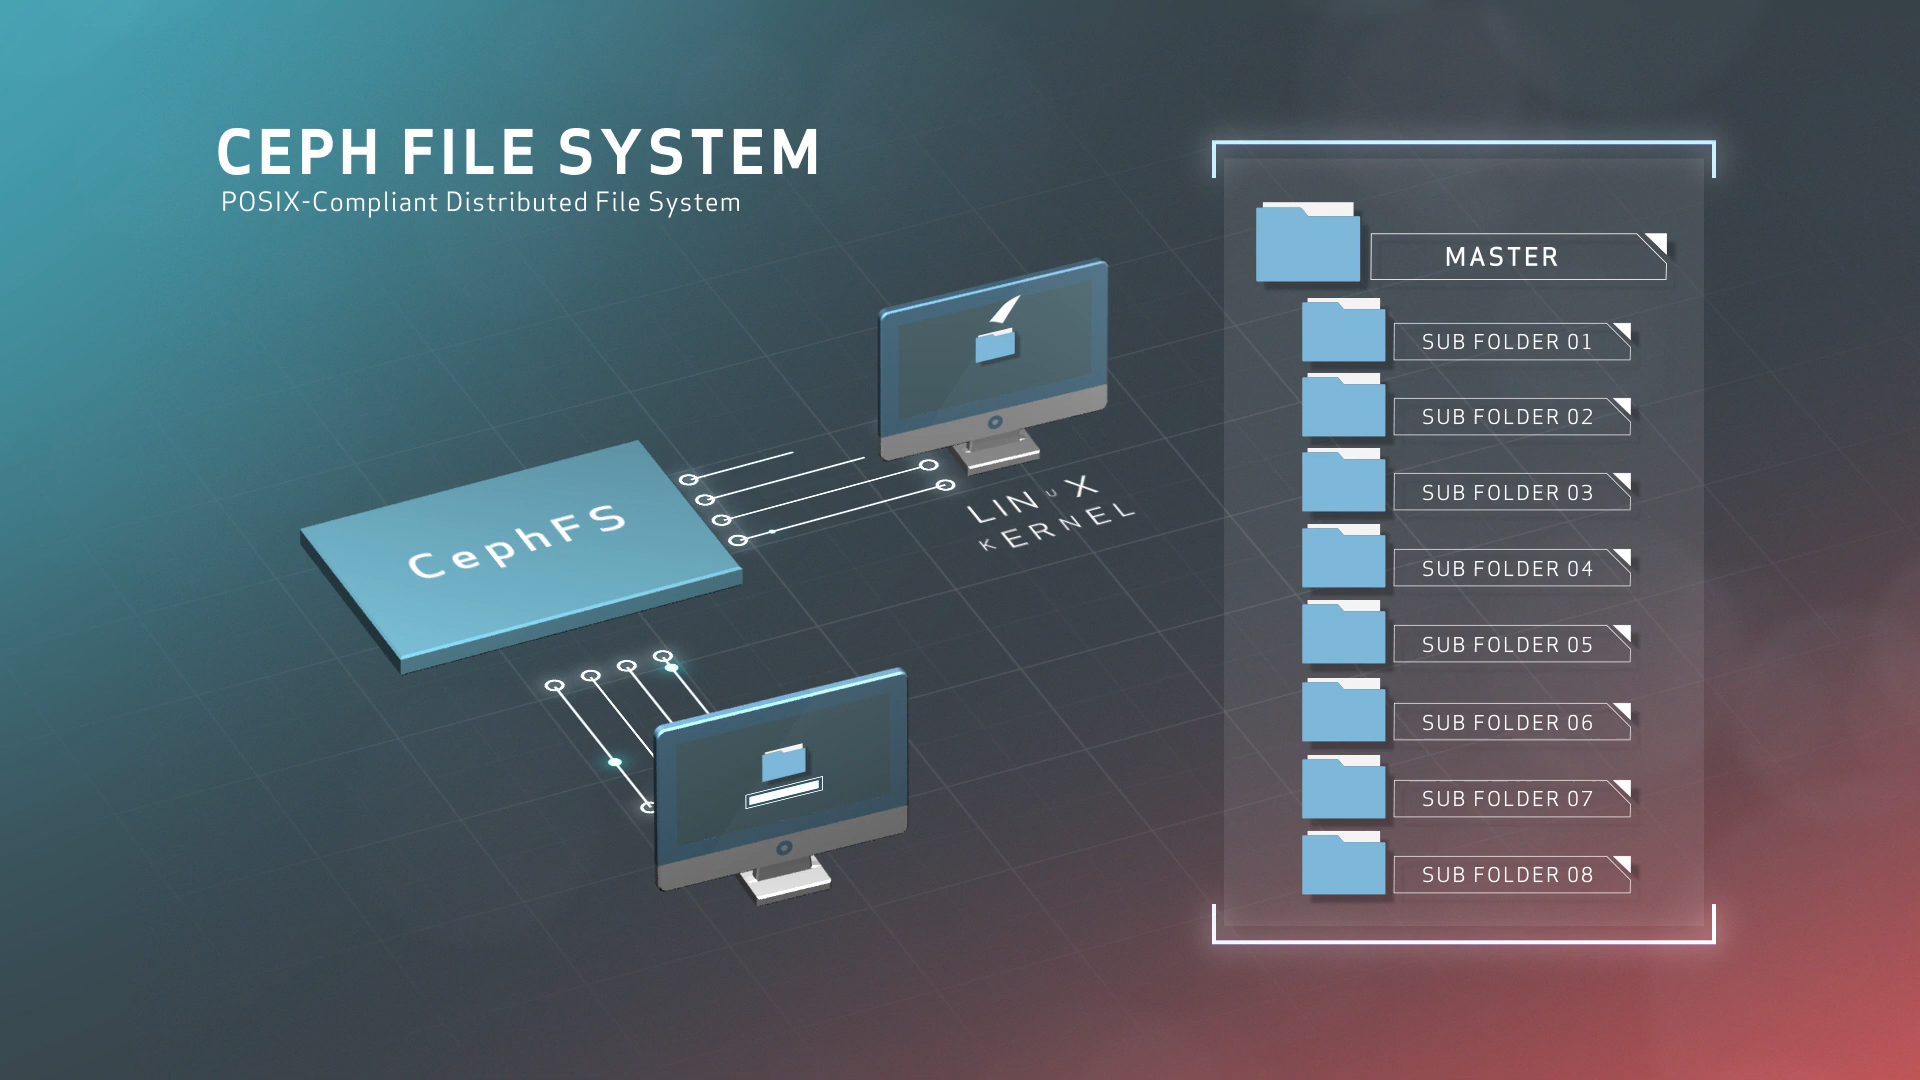 CEPH FILE SYSTEM
POSIX-Compliant Distributed File System
CephFS
LINUX
KERNEL
MASTER
SUB FOLDER 01
SUB FOLDER 02
SUB FOLDER 03
SUB FOLDER 04
SUB FOLDER 05
SUB FOLDER 06
SUB FOLDER 07
SUB FOLDER 08